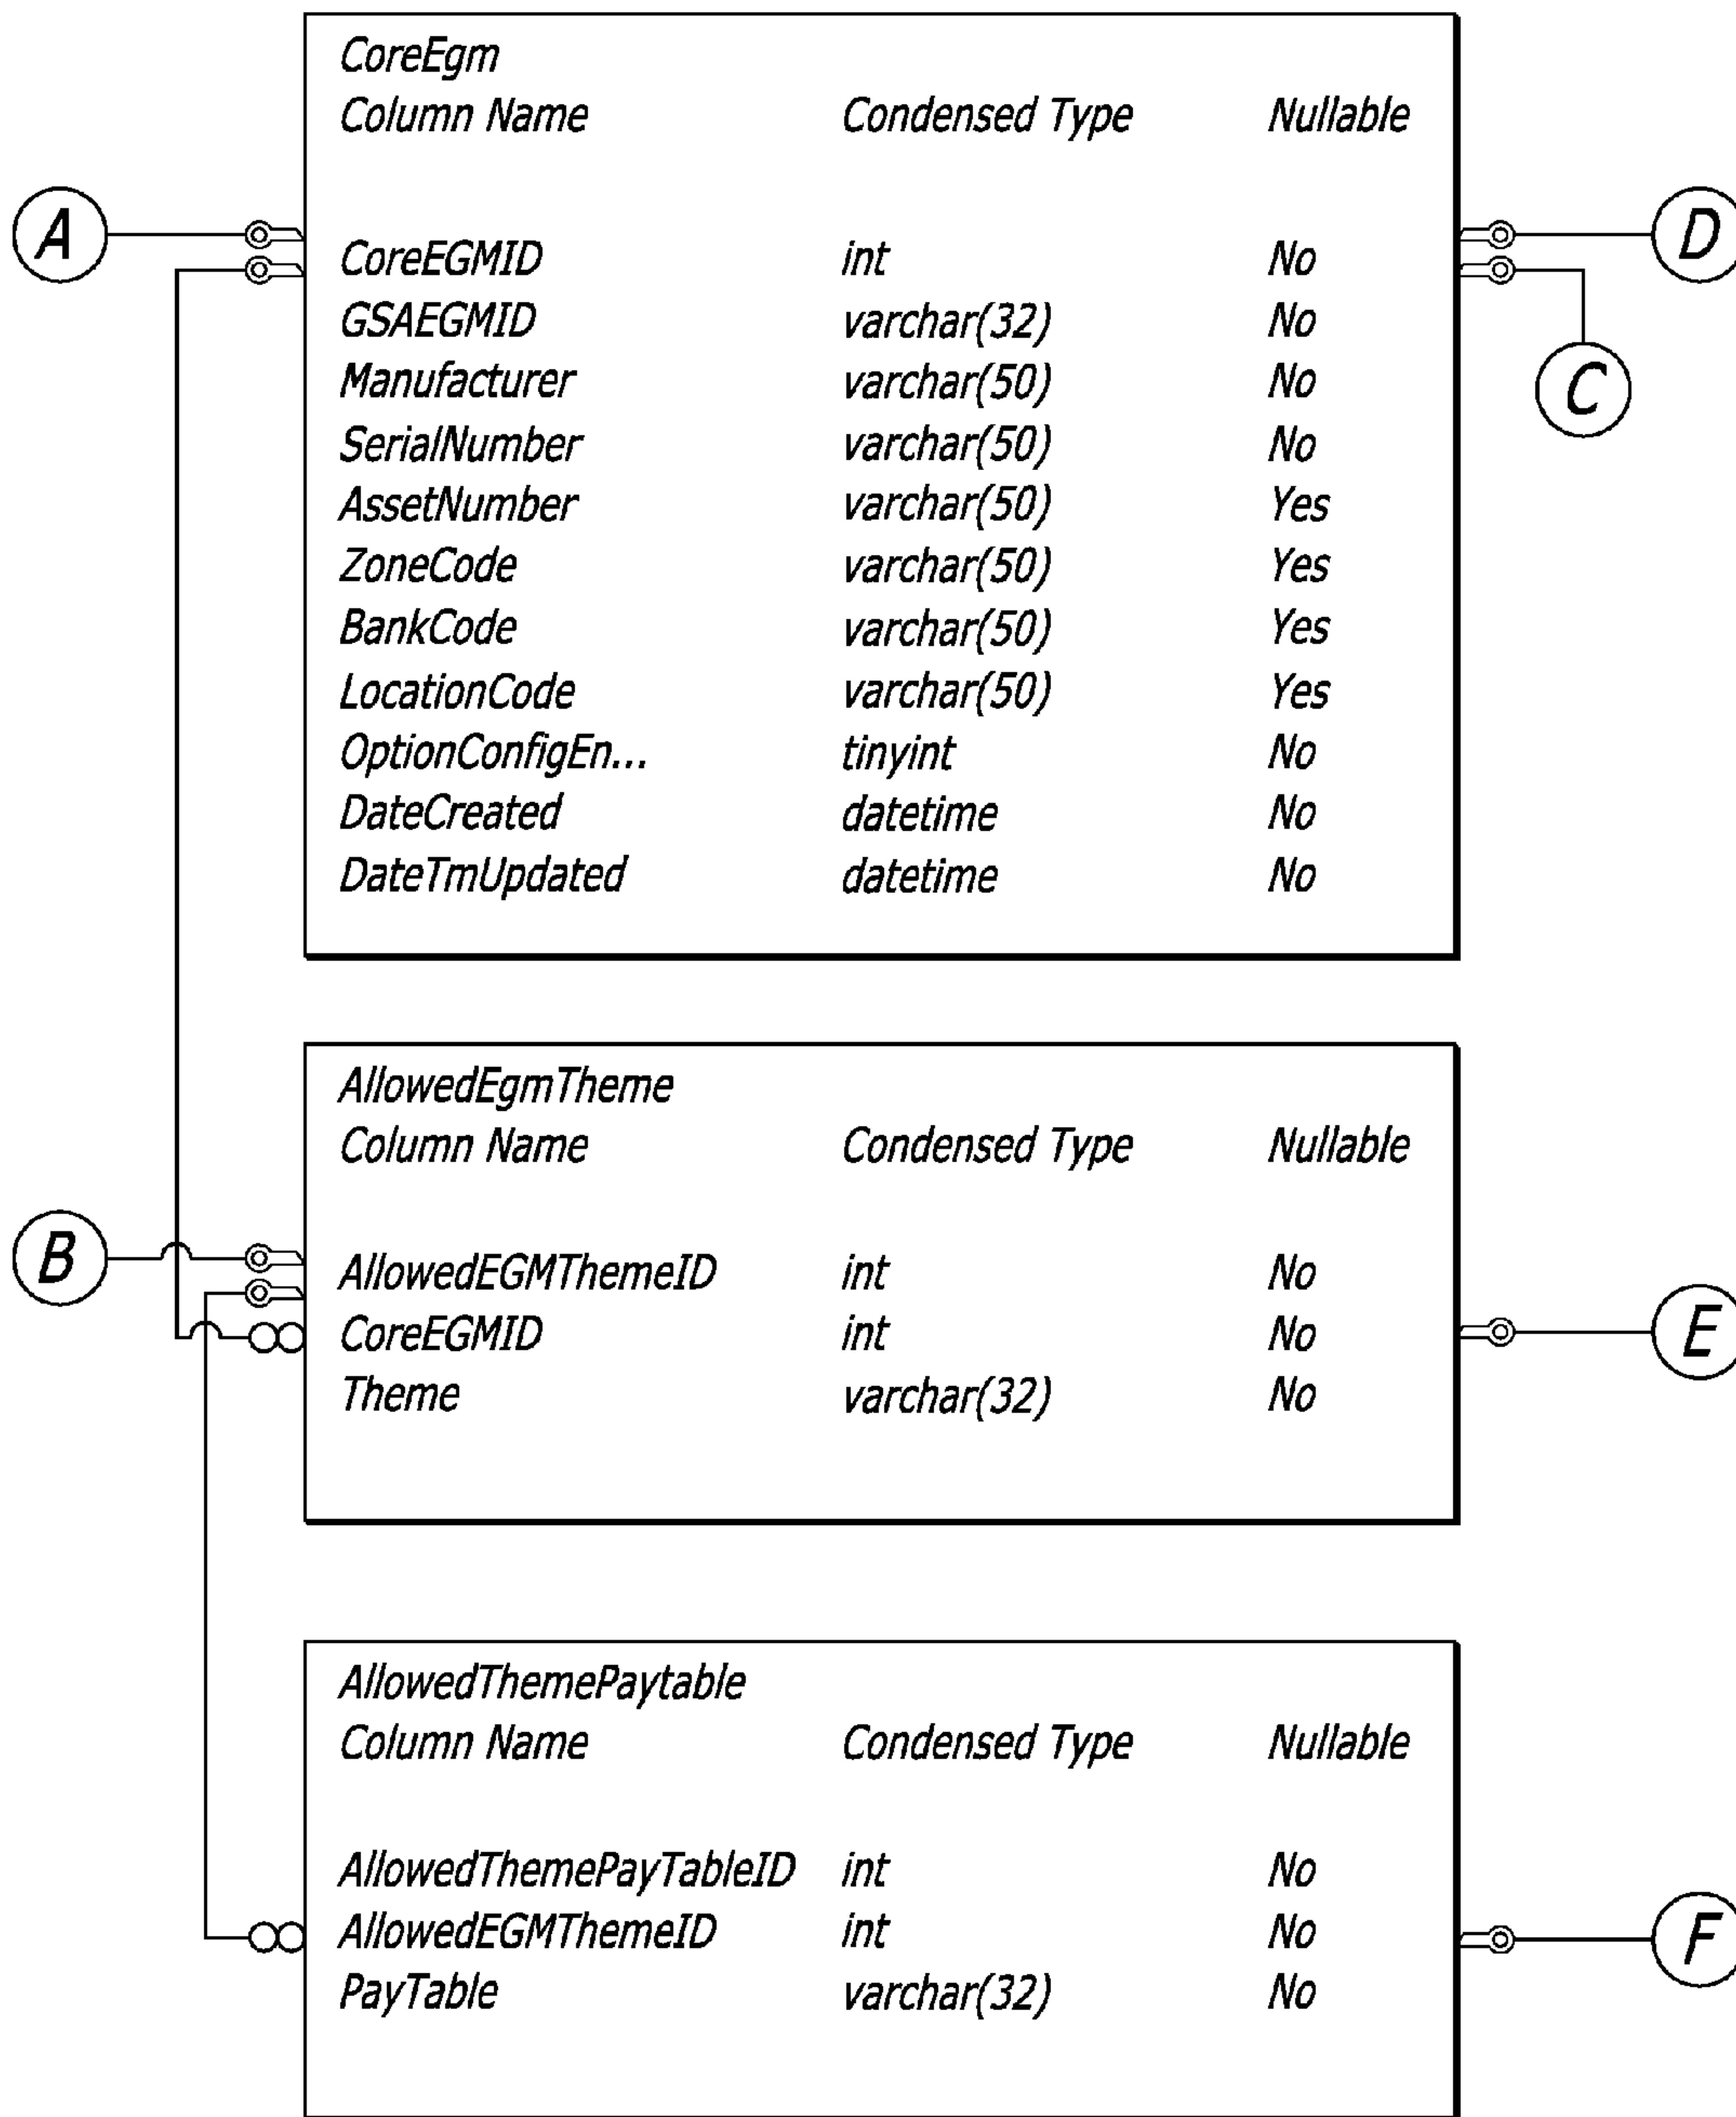 CoreEgm
Column Name Condensed Type Nullable
A
D
CoreEGMID int No
GSAEGMID varchar(32) No
Manufacturer varchar(50) No
C
SerialNumber varchar(50) No
AssetNumber varchar(50) Yes
ZoneCode varchar(50) Yes
BankCode varchar(50) Yes
LocationCode varchar(50) Yes
OptionConfigEn... tinyint No
DateCreated datetime No
DateTmUpdated datetime No
AllowedEgmTheme
Column Name Condensed Type Nullable
B
AllowedEGMThemeID int No
CoreEGMID int No
E
Theme varchar(32) No
AllowedThemePaytable
Column Name Condensed Type Nullable
AllowedThemePayTableID int No
AllowedEGMThemeID int No
F
PayTable varchar(32) No